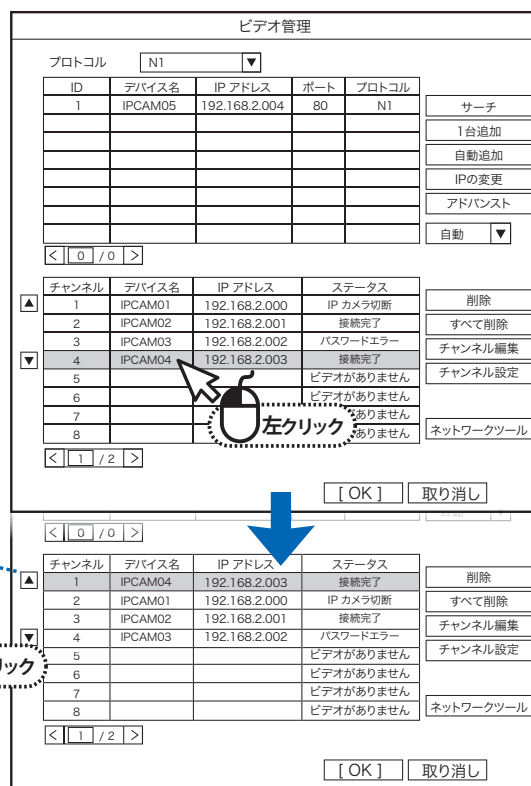 ビデオ管理
プロトコル N1 ▼
ID デバイス名 IP アドレス ポート プロトコル
1 IPCAM05 192.168.2.004 80 N1
サーチ
1台追加
自動追加
IPの変更
アドバンスト
自動 ▼
< 0 / 0 >
チャンネル デバイス名 IP アドレス ステータス
▲ 1 IPCAM01 192.168.2.000 IP カメラ切断 削除
2 IPCAM02 192.168.2.001 接続完了 すべて削除
3 IPCAM03 192.168.2.002 パスワードエラー チャンネル編集
▼ 4 IPCAM04 192.168.2.003 接続完了 チャンネル設定
5 ビデオがありません
6 ビデオがありません
7 ありません
8 ありません ネットワークツール
左クリック
< 1 / 2 >
[ OK ] 取り消し
< 0 / 0 >
チャンネル デバイス名 IP アドレス ステータス
▲ 1 IPCAM04 192.168.2.003 接続完了 削除
2 IPCAM01 192.168.2.000 IP カメラ切断 すべて削除
3 IPCAM02 192.168.2.001 接続完了 チャンネル編集
▼ 4 IPCAM03 192.168.2.002 パスワードエラー チャンネル設定
5 ビデオがありません
リック
6 ビデオがありません
7 ビデオがありません
8 ビデオがありません ネットワークツール
< 1 / 2 >
[ OK ] 取り消し